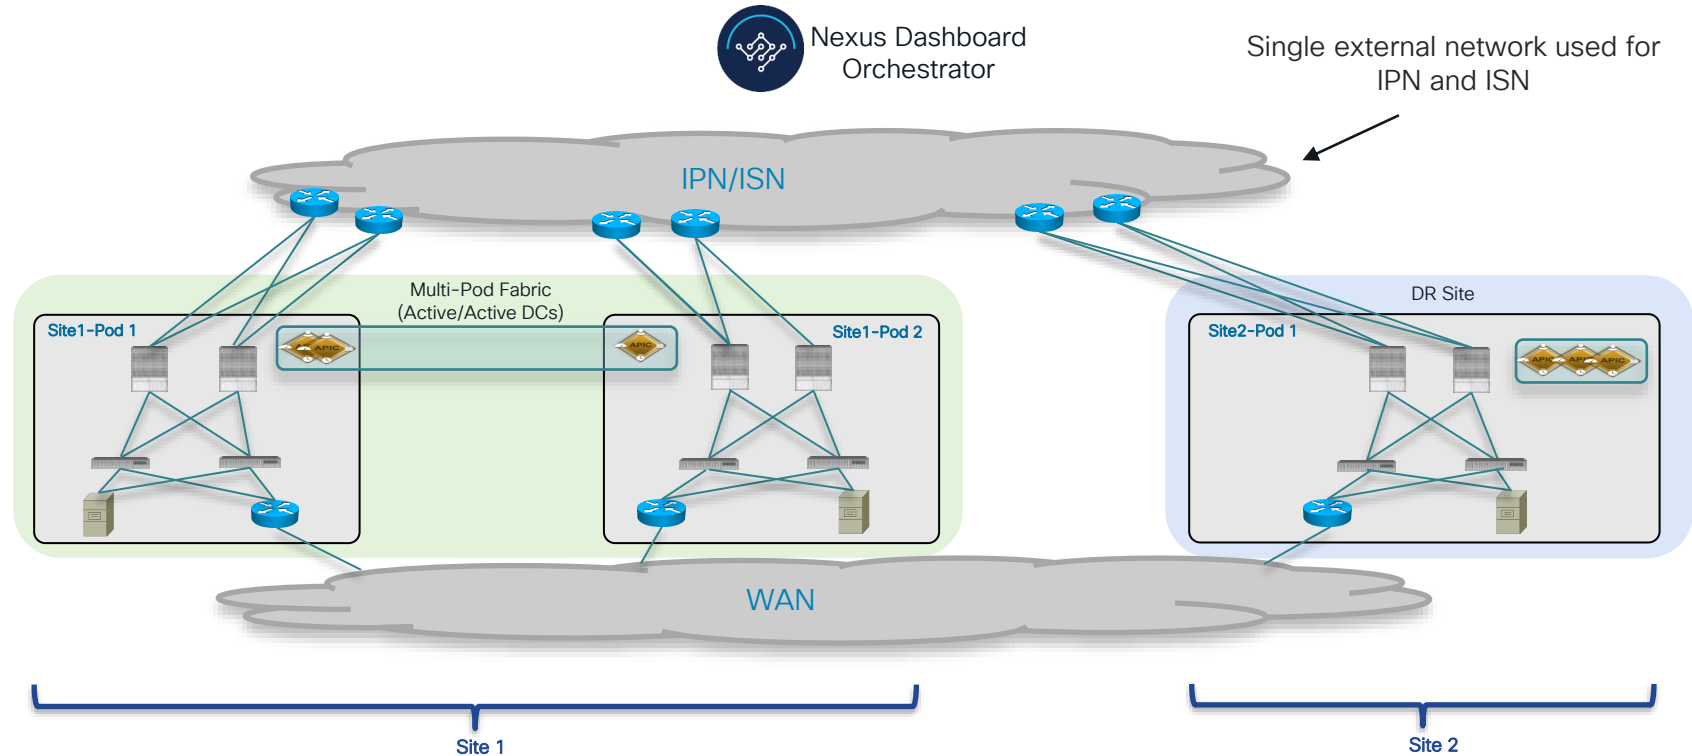 Nexus Dashboard
Orchestrator
Single external network used for
IPN and ISN
IPN/ISN
Multi-Pod Fabric
(Active/Active DCs)
DR Site
Site1-Pod 1
Site1-Pod 2
Site2-Pod 1
APIC
APIC
APIC
APIC
APIC
WAN
Site 1
Site 2